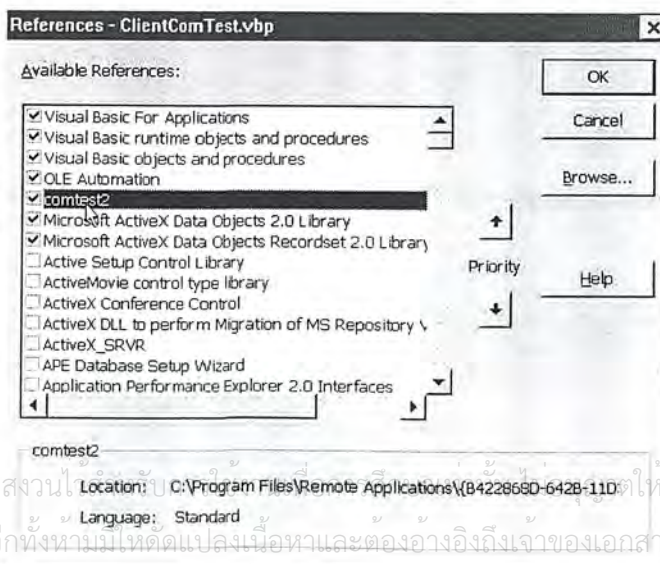 References - ClientComTest.vbp
Available References:
OK
Cancel
Browse...
Help
Visual Basic For Applications
Visual Basic runtime objects and procedures
Visual Basic objects and procedures
OLE Automation
comtest2
Microsoft ActiveX Data Objects 2.0 Library
Microsoft ActiveX Data Objects Recordset 2.0 Library
Active Setup Control Library
ActiveMovie control type library
ActiveX Conference Control
ActiveX DLL to perform Migration of MS Repository
ActiveX_SRVR
APE Database Setup Wizard
Application Performance Explorer 2.0 Interfaces
Priority
comtest2
Location: C:\Program Files\Remote Applications\{B422868D-642B-11D
Language: Standard